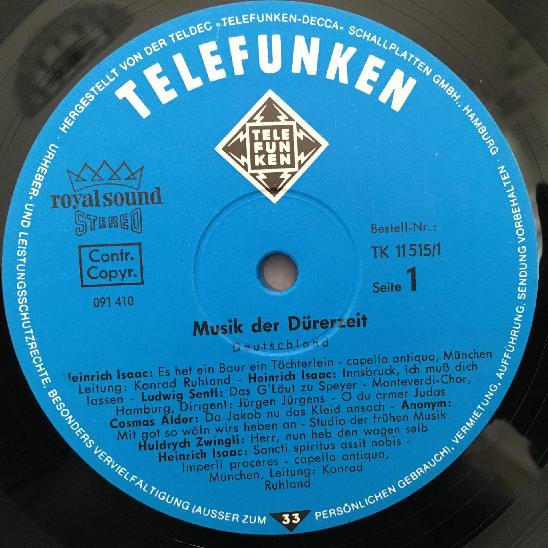 HERGESTELLT VON DER TELDEC »TELEFUNKEN-DECCA« SCHALLPLATTEN GMBH., HAMBURG ·
URHEBER- UND LEISTUNGSSCHUTZRECHTE, BESONDERS VERVIELFÄLTIGUNG (AUSSER ZUM PERSÖNLICHEN GEBRAUCH), VERMIETUNG, AUFFÜHRUNG, SENDUNG VORBEHALTEN
TELEFUNKEN
TELE
FUN
KEN
royal sound
STEREO
Contr.
Copyr.
091 410
Bestell-Nr.:
TK 11 515/1
Seite 1
Musik der Dürerzeit
Deutschland
Heinrich Isaac: Es het ein Baur ein Töchterlein - capella antiqua, München
Leitung: Konrad Ruhland - Heinrich Isaac: Innsbruck, ich muß dich
lassen - Ludwig Senfl: Das G'Läut zu Speyer - Monteverdi-Chor,
Hamburg, Dirigent: Jürgen Jürgens - O du armer Judas
Cosmas Alder: Da Jakob nu das Kleid ansach - Anonym:
Mit got so wöln wirs heben an - Studio der frühen Musik
Huldrych Zwingli: Herr, nun heb den wagen selb
Heinrich Isaac: Sancti spiritus assit nobis -
Imperii proceres - capella antiqua,
München, Leitung: Konrad
Ruhland
33